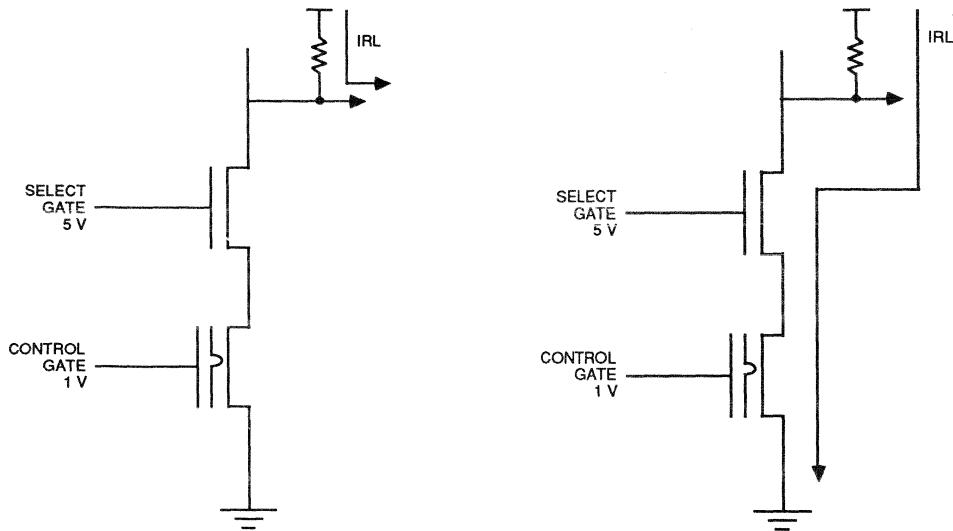 IRL
SELECT
GATE
5 V
CONTROL
GATE
1 V
IRL
SELECT
GATE
5 V
CONTROL
GATE
1 V